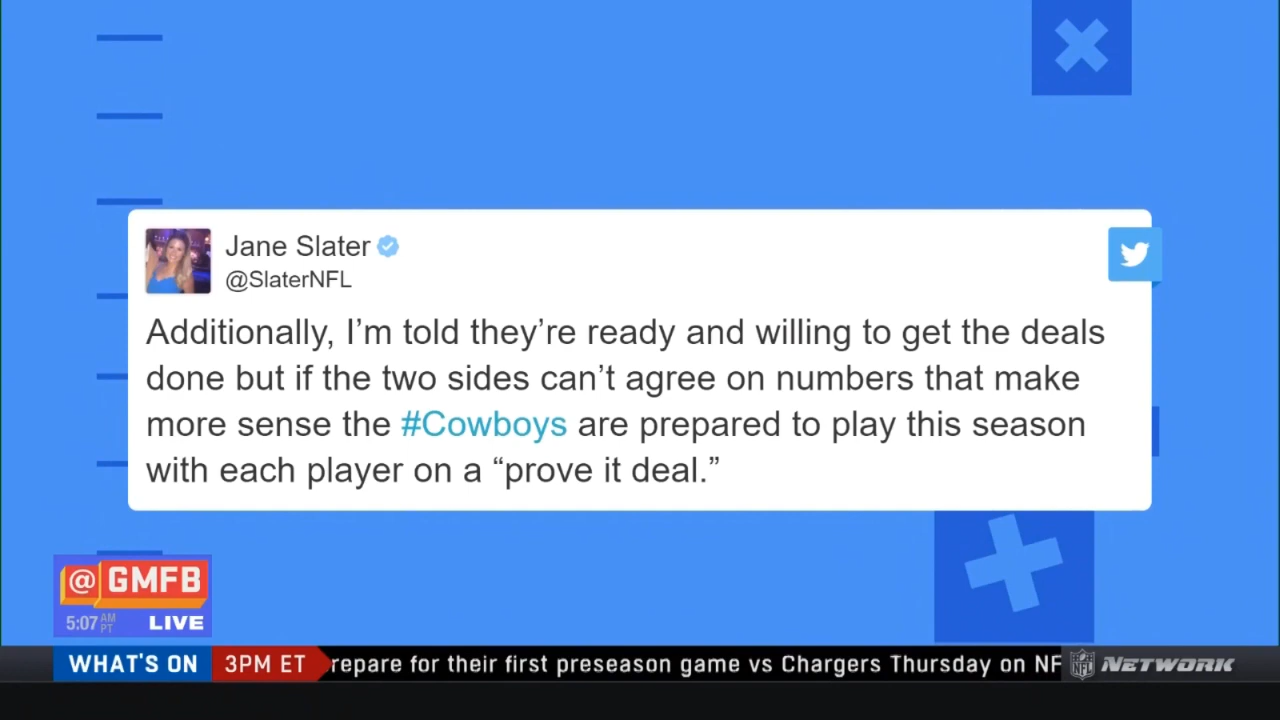 Jane Slater
@SlaterNFL
Additionally, I’m told they’re ready and willing to get the deals
done but if the two sides can’t agree on numbers that make
more sense the #Cowboys are prepared to play this season
with each player on a “prove it deal.”
@ GMFB
5:07 AM PT LIVE
WHAT'S ON 3PM ET repare for their first preseason game vs Chargers Thursday on NF NFL NETWORK